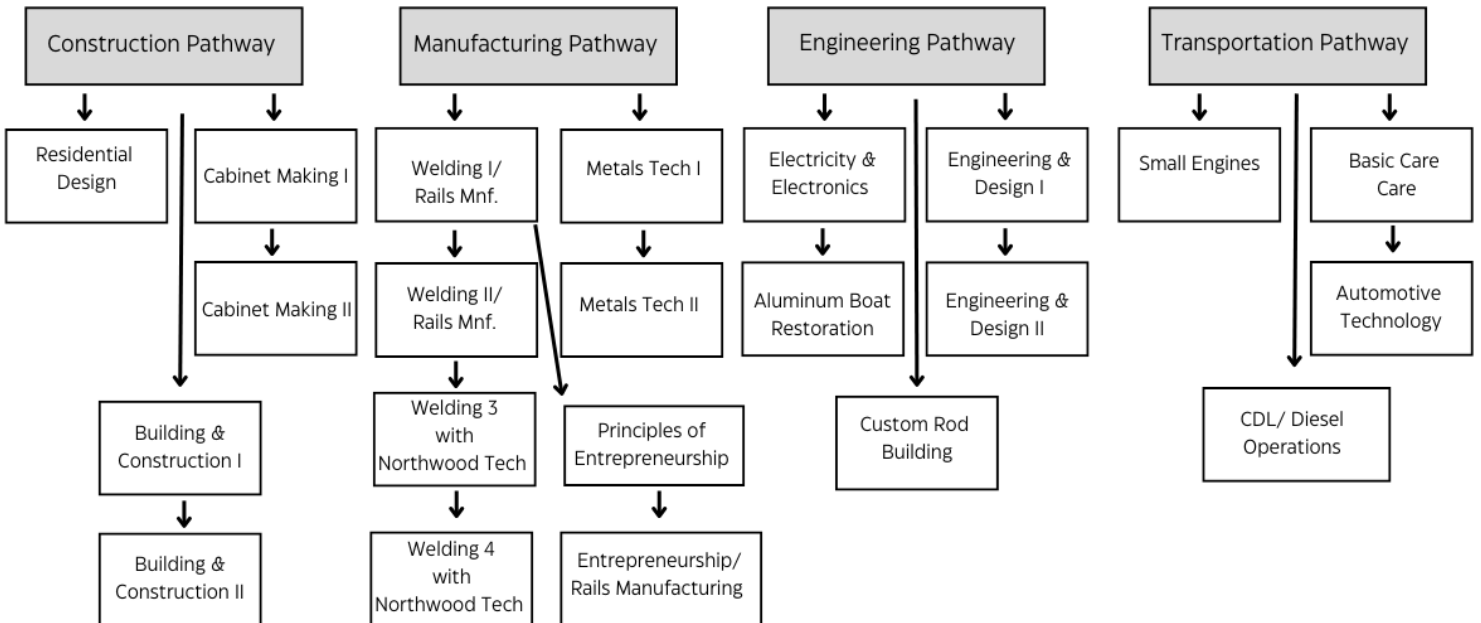 Construction Pathway
Manufacturing Pathway
Engineering Pathway
Transportation Pathway
Residential
Design
Cabinet Making I
Welding I/
Rails Mnf.
Metals Tech I
Electricity &
Electronics
Engineering &
Design I
Small Engines
Basic Care
Care
Cabinet Making II
Welding II/
Rails Mnf.
Metals Tech II
Aluminum Boat
Restoration
Engineering &
Design II
Automotive
Technology
Building &
Construction I
Welding 3
with
Northwood Tech
Principles of
Entrepreneurship
Custom Rod
Building
CDL/ Diesel
Operations
Building &
Construction II
Welding 4
with
Northwood Tech
Entrepreneurship/
Rails Manufacturing